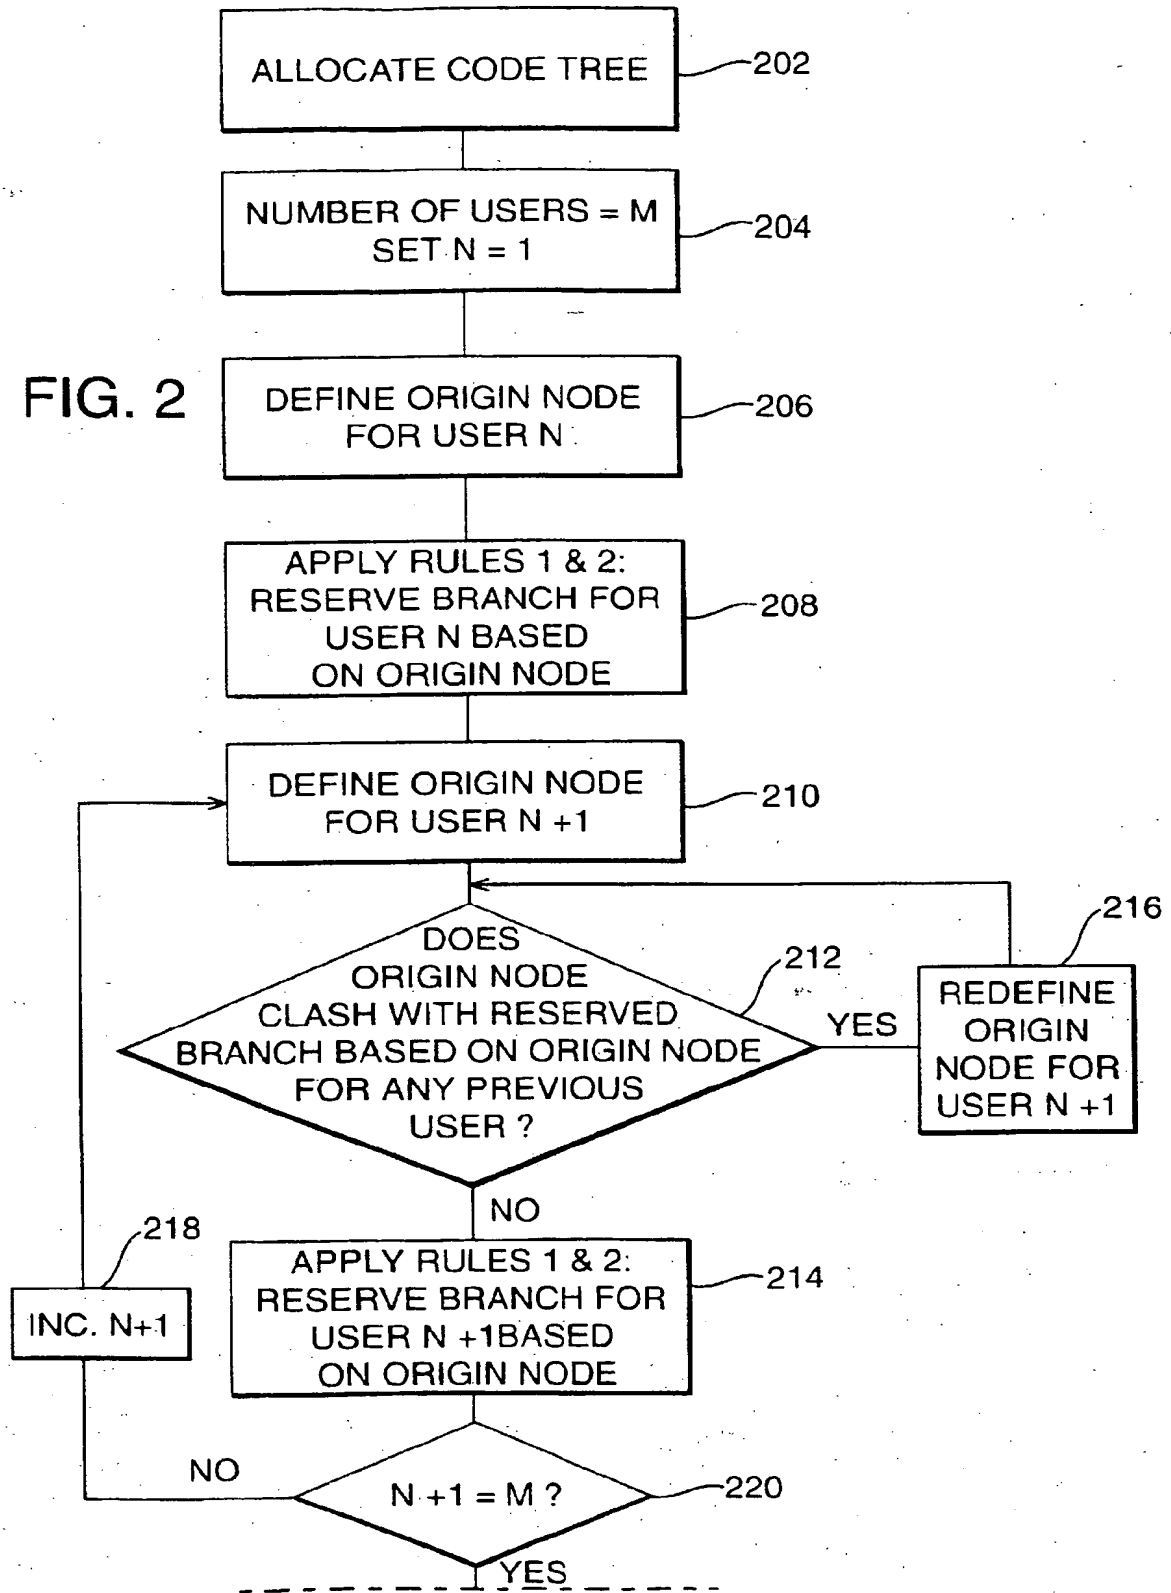 ALLOCATE CODE TREE
202
NUMBER OF USERS = M
SET N = 1
204
FIG. 2
DEFINE ORIGIN NODE
FOR USER N
206
APPLY RULES 1 & 2:
RESERVE BRANCH FOR
USER N BASED
ON ORIGIN NODE
208
DEFINE ORIGIN NODE
FOR USER N +1
210
DOES
ORIGIN NODE
CLASH WITH RESERVED
BRANCH BASED ON ORIGIN NODE
FOR ANY PREVIOUS
USER ?
212
YES
216
REDEFINE
ORIGIN
NODE FOR
USER N +1
NO
APPLY RULES 1 & 2:
RESERVE BRANCH FOR
USER N +1BASED
ON ORIGIN NODE
214
218
INC. N+1
NO
N +1 = M ?
220
YES